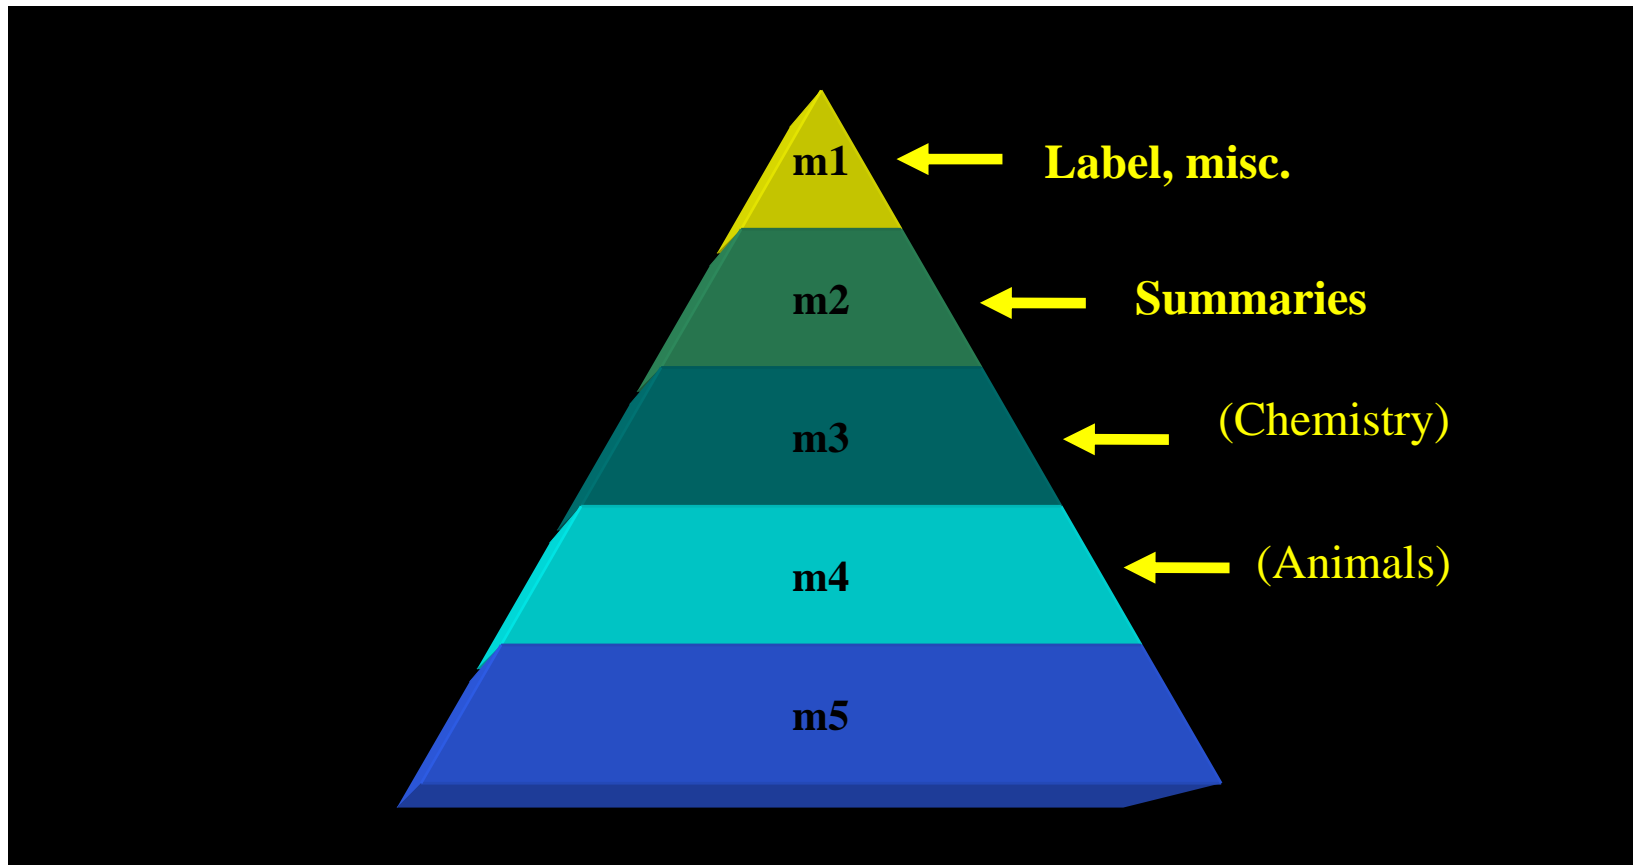 m1 Label, misc.
m2 Summaries
m3 (Chemistry)
m4 (Animals)
m5